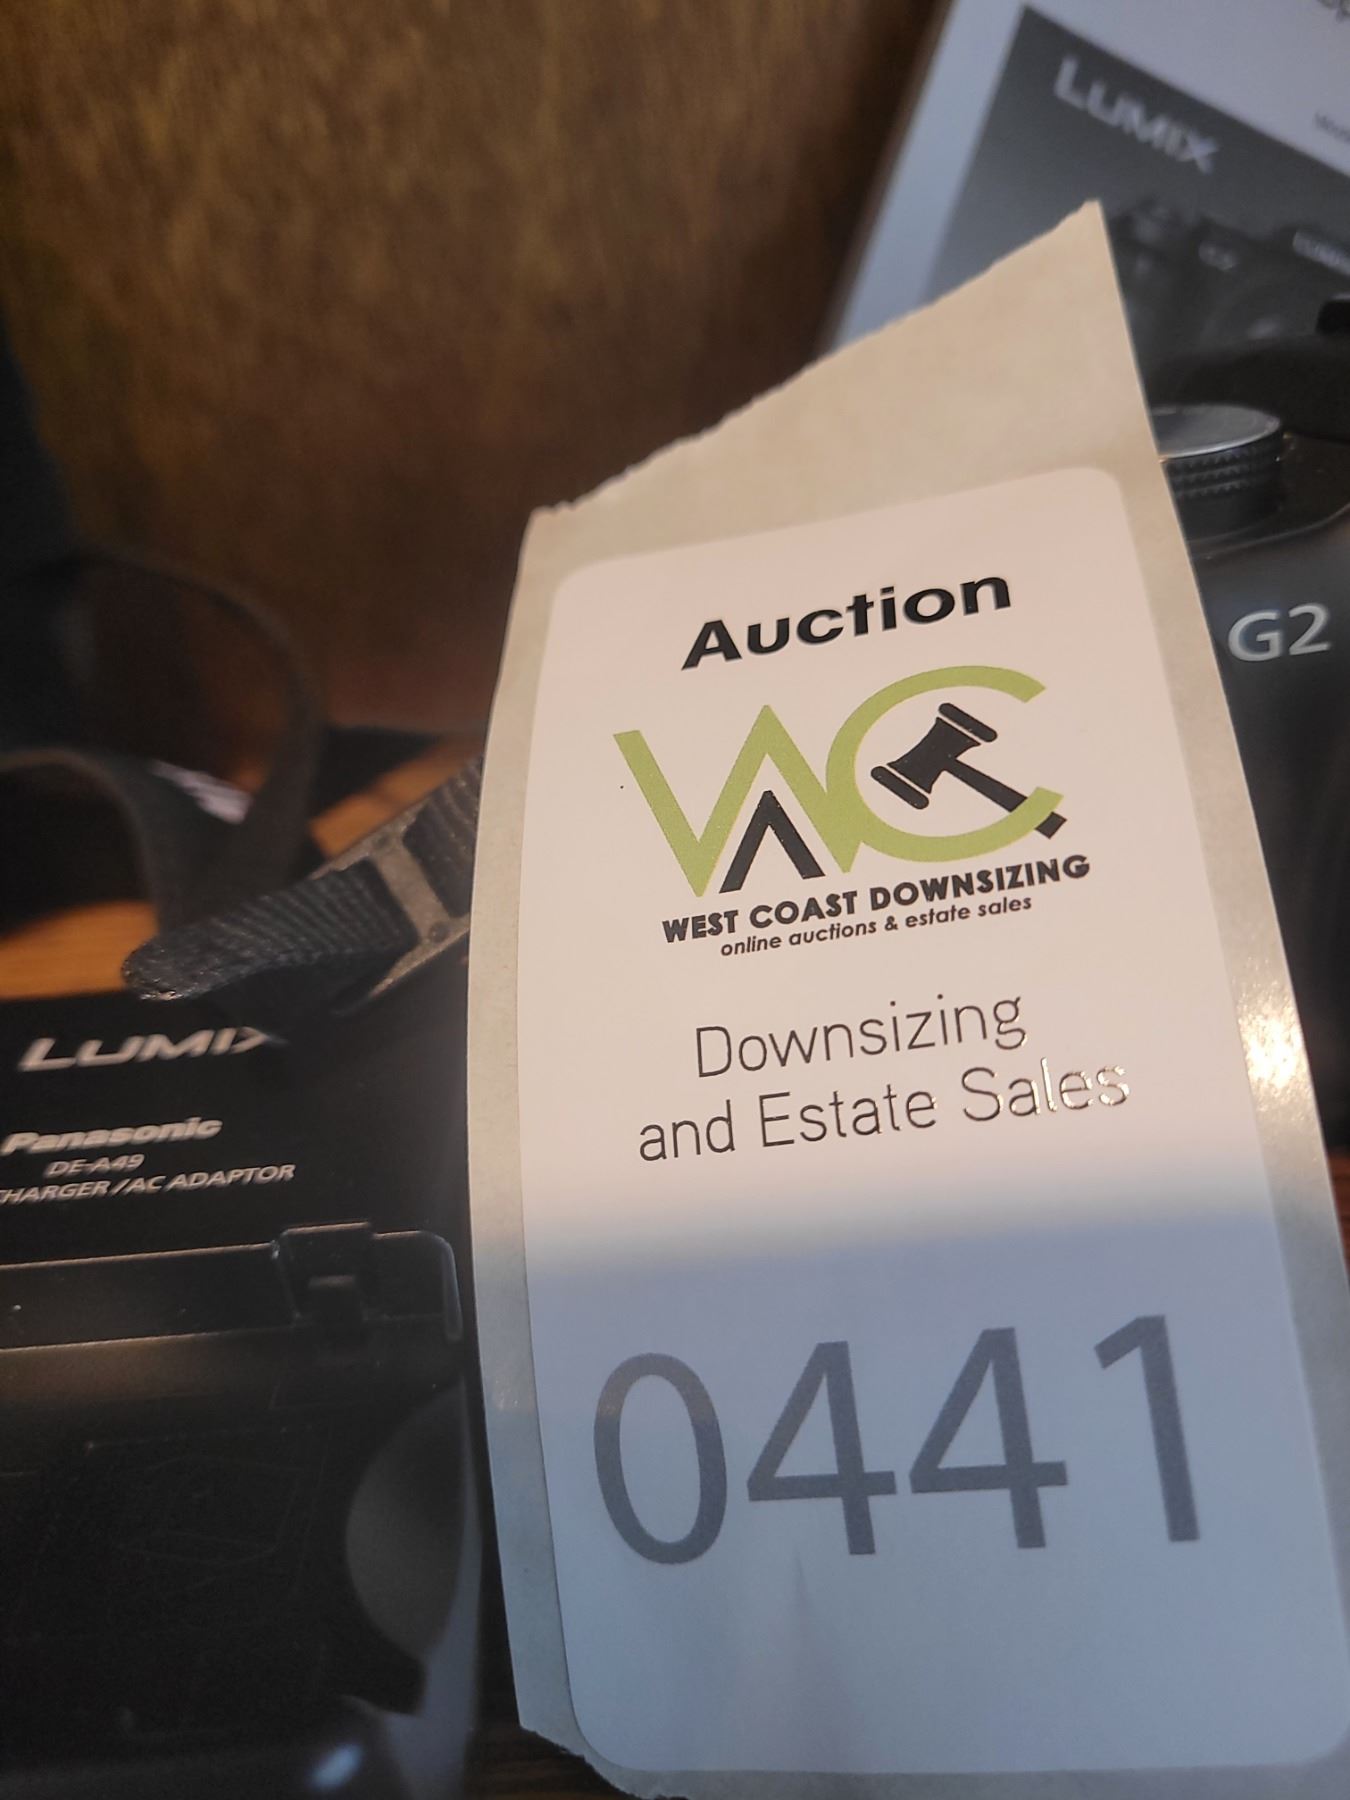 LUMIX
G2
Auction
WAC
WEST COAST DOWNSIZING
online auctions & estate sales
Downsizing
and Estate Sales
0441
LUMIX
Panasonic
DE-A49
CHARGER/AC ADAPTOR